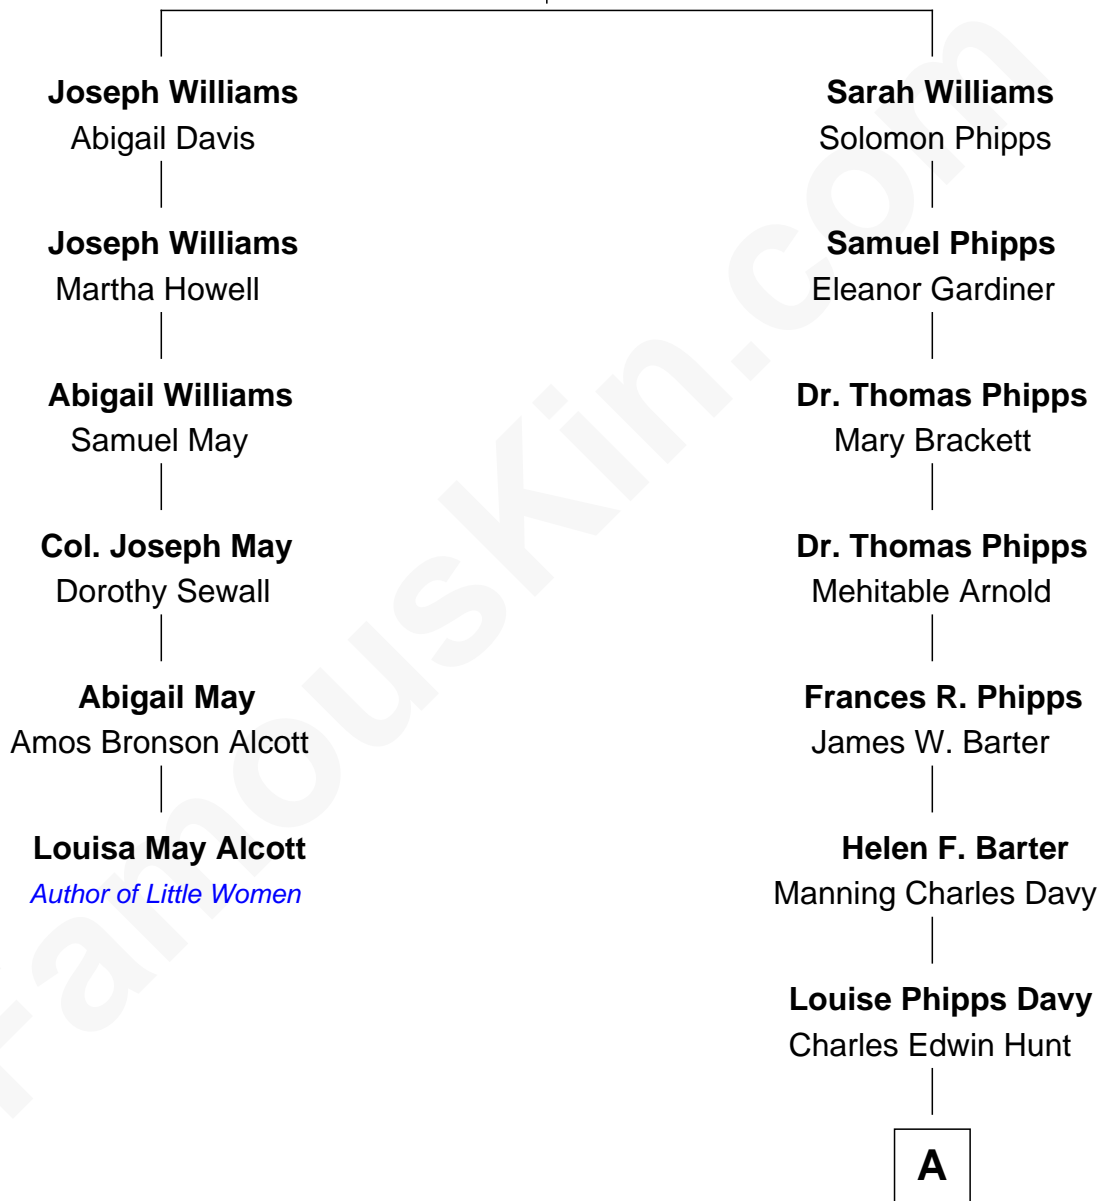 Joseph Williams
Abigail Davis
Joseph Williams
Martha Howell
Abigail Williams
Samuel May
Col. Joseph May
Dorothy Sewall
Abigail May
Amos Bronson Alcott
Louisa May Alcott
Author of Little Women
Sarah Williams
Solomon Phipps
Samuel Phipps
Eleanor Gardiner
Dr. Thomas Phipps
Mary Brackett
Dr. Thomas Phipps
Mehitable Arnold
Frances R. Phipps
James W. Barter
Helen F. Barter
Manning Charles Davy
Louise Phipps Davy
Charles Edwin Hunt
A
FamousKin.com